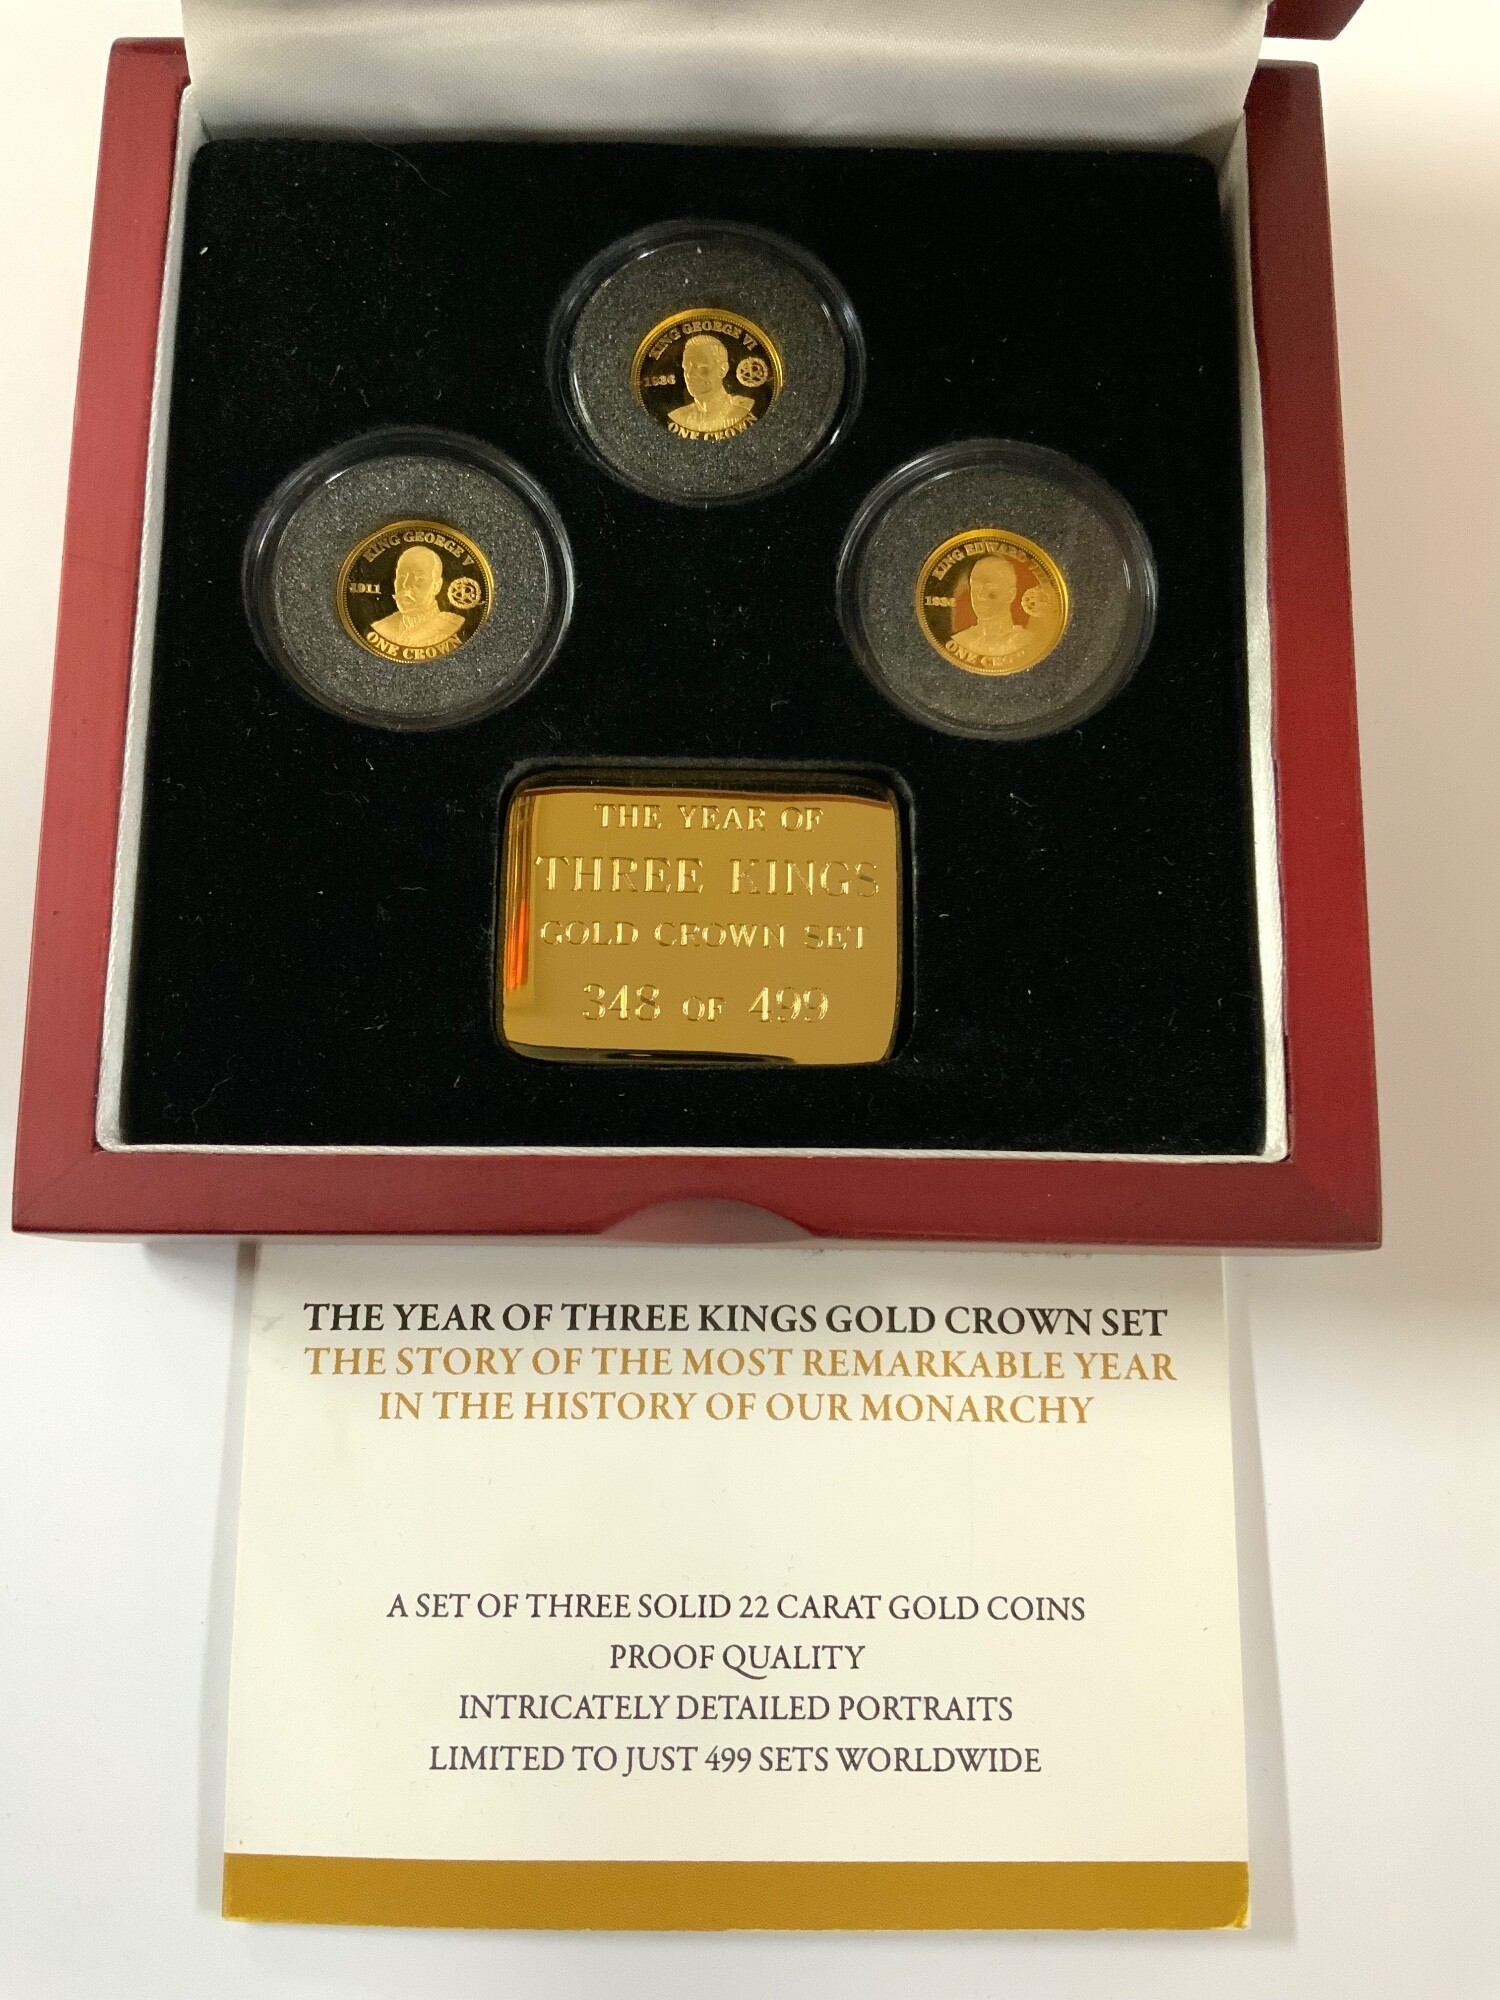 KING GEORGE VI
1936
ONE CROWN
KING GEORGE V
1911
ONE CROWN
KING EDWARD
1936
ONE
THE YEAR OF
THREE KINGS
GOLD CROWN SET
348 OF 499
THE YEAR OF THREE KINGS GOLD CROWN SET
THE STORY OF THE MOST REMARKABLE YEAR
IN THE HISTORY OF OUR MONARCHY
A SET OF THREE SOLID 22 CARAT GOLD COINS
PROOF QUALITY
INTRICATELY DETAILED PORTRAITS
LIMITED TO JUST 499 SETS WORLDWIDE